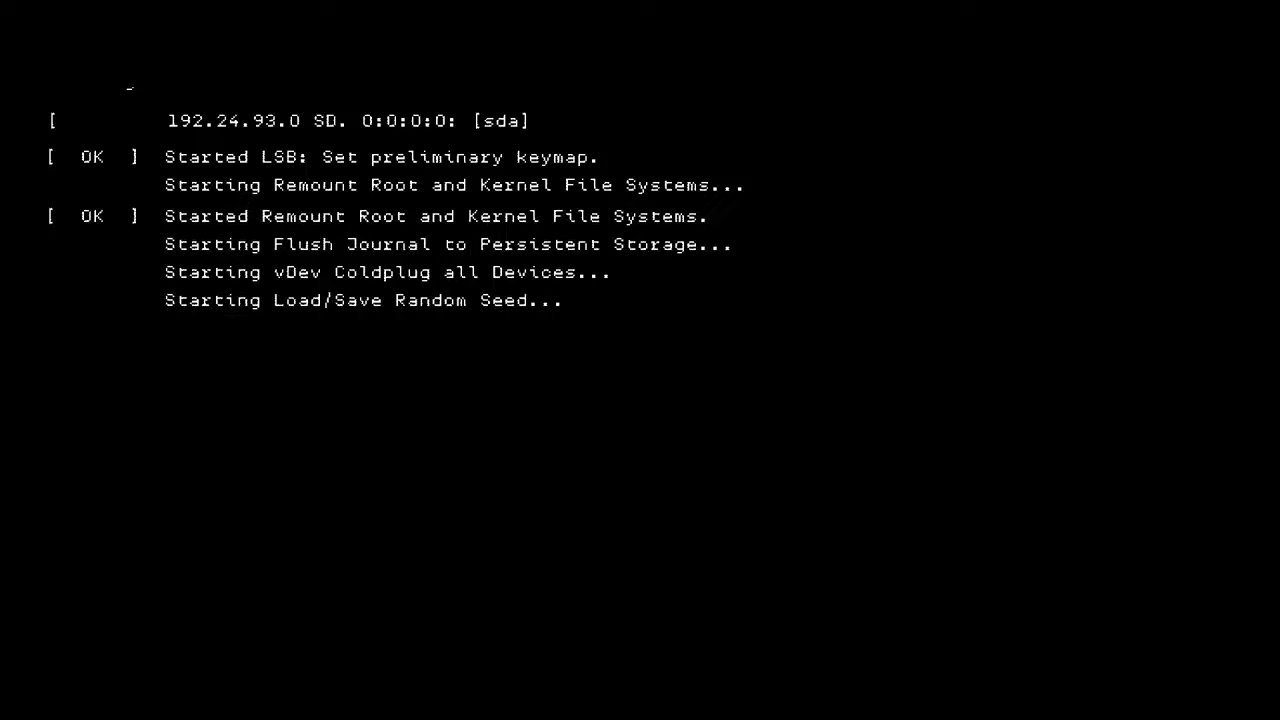 [ 192.24.93.0 SD. 0:0:0:0: [sda]
[ OK ] Started LSB: Set preliminary keymap.
Starting Remount Root and Kernel File Systems...
[ OK ] Started Remount Root and Kernel File Systems.
Starting Flush Journal to Persistent Storage...
Starting vDev Coldplug all Devices...
Starting Load/Save Random Seed...